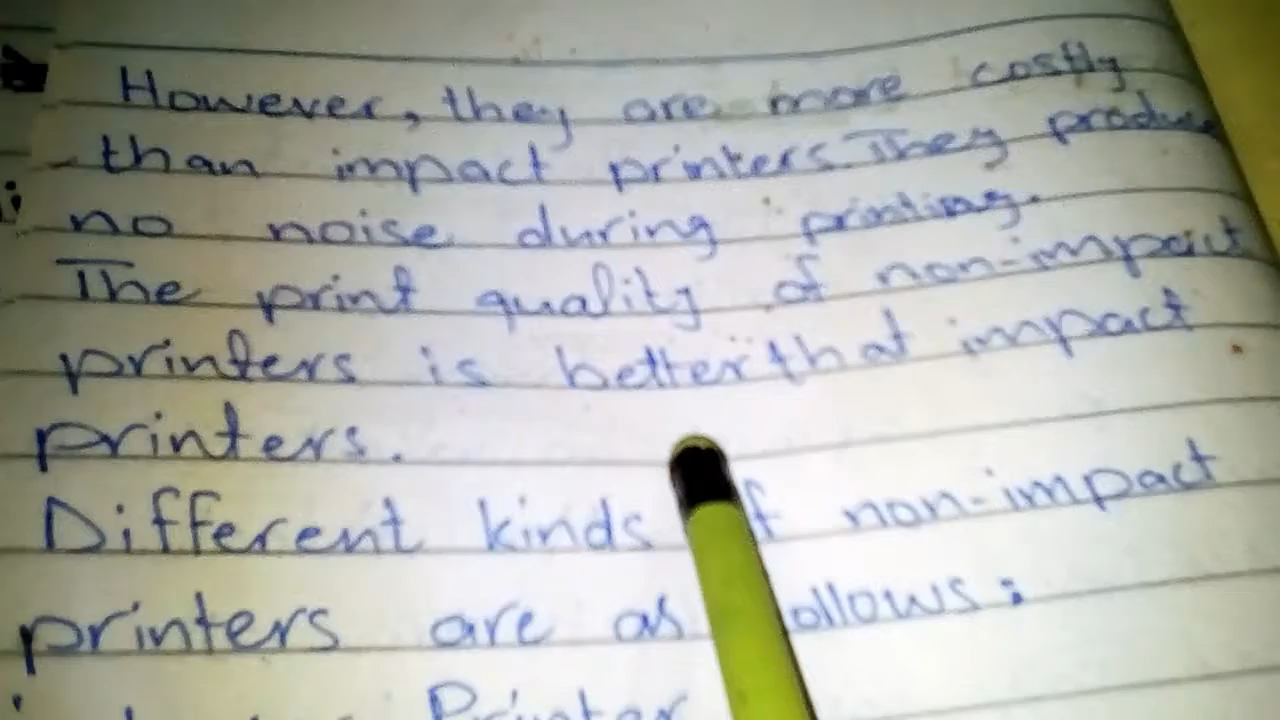 However, they are more costly
than impact printers. They produce
no noise during printing.
The print quality of non-impact
printers is better that impact
printers.
Different kinds f non-impact
printers are as ollows:
Printer